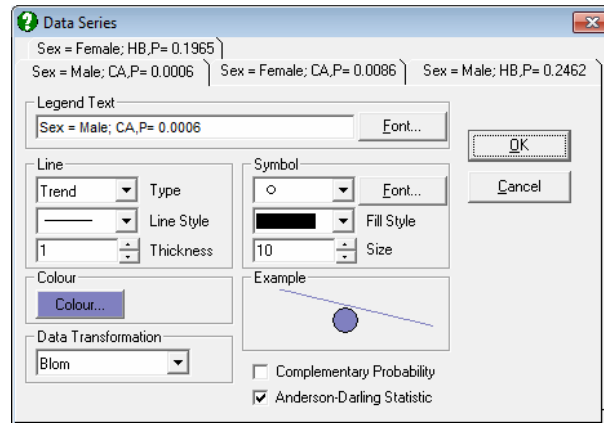 Data Series
Sex = Female; HB,P= 0.1965
Sex = Male; CA,P= 0.0006
Sex = Female; CA,P= 0.0086
Sex = Male; HB,P= 0.2462
Legend Text
Sex = Male; CA,P= 0.0006
Font...
OK
Cancel
Line
Trend
Type
Line Style
1
Thickness
Symbol
Font...
Fill Style
10
Size
Colour
Colour...
Example
Data Transformation
Blom
Complementary Probability
Anderson-Darling Statistic